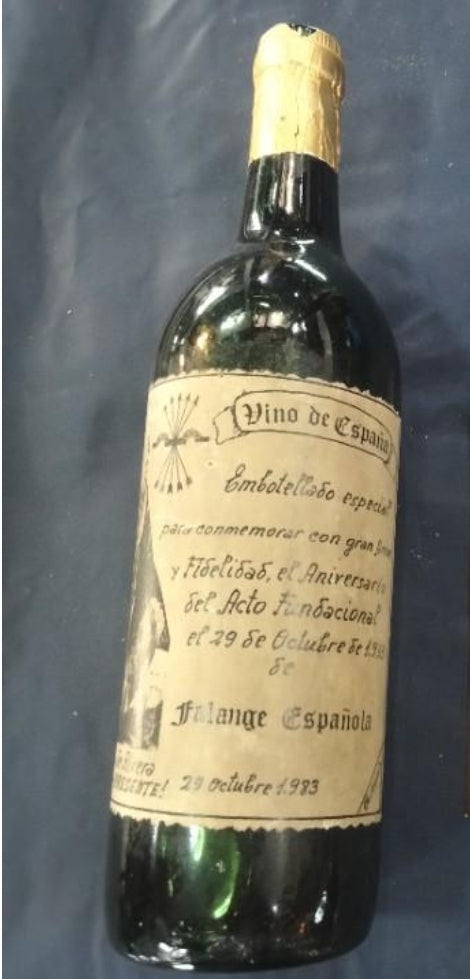 Vino de España
Embotellado especial
para conmemorar con gran
y Fidelidad, el Aniversario
del Acto Fundacional
el 29 de Octubre de
de
Falange Española
29 Octubre 1.983